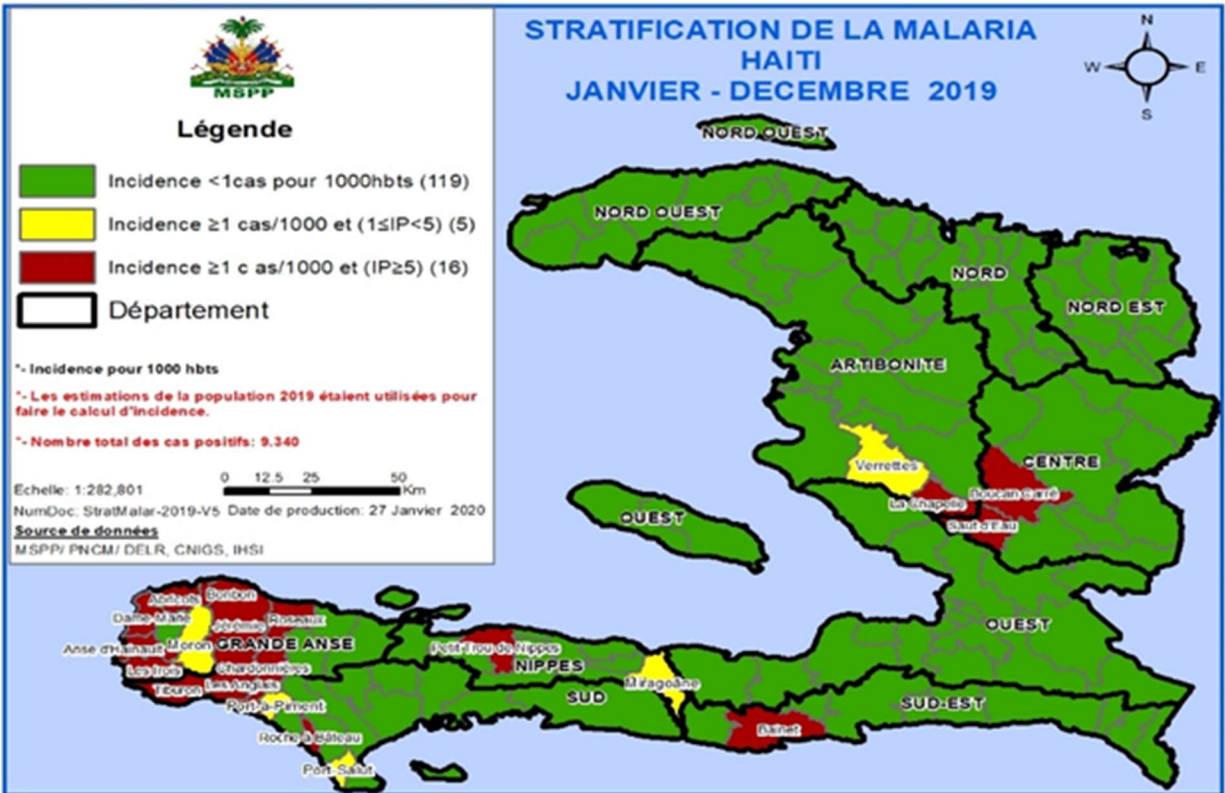 MSPP
Légende
Incidence <1cas pour 1000hbts (119)
Incidence ≥1 cas/1000 et (1≤IP<5) (5)
Incidence ≥1 c as/1000 et (IP≥5) (16)
Département
*- Incidence pour 1000 hbts
*- Les estimations de la population 2019 étaient utilisées pour
faire le calcul d'incidence.
*- Nombre total des cas positifs: 9.340
0 12.5 25 50
Km
Echelle: 1:282,801
NumDoc: StratMalar-2019-V5 Date de production: 27 Janvier 2020
Source de données
MSPP/ PNCM/ DELR, CNIGS, IHSI
STRATIFICATION DE LA MALARIA
HAITI
JANVIER - DECEMBRE 2019
N
W E
S
NORD OUEST
NORD OUEST
NORD
NORD EST
ARTIBONITE
Verrettes
CENTRE
Boucan Carré
La Chapelle
Saut d'Eau
OUEST
OUEST
Abricots
Bonbon
Dame-Marie
Jérémie
Roseaux
Anse d'Hainault
Moron
GRANDE ANSE
Les Irois
Chardonnières
Tiburon
Les Anglais
Port-à-Piment
Roche-à-Bâteau
Port-Salut
Petit Trou de Nippes
NIPPES
Miragoâne
SUD
SUD-EST
Bainet